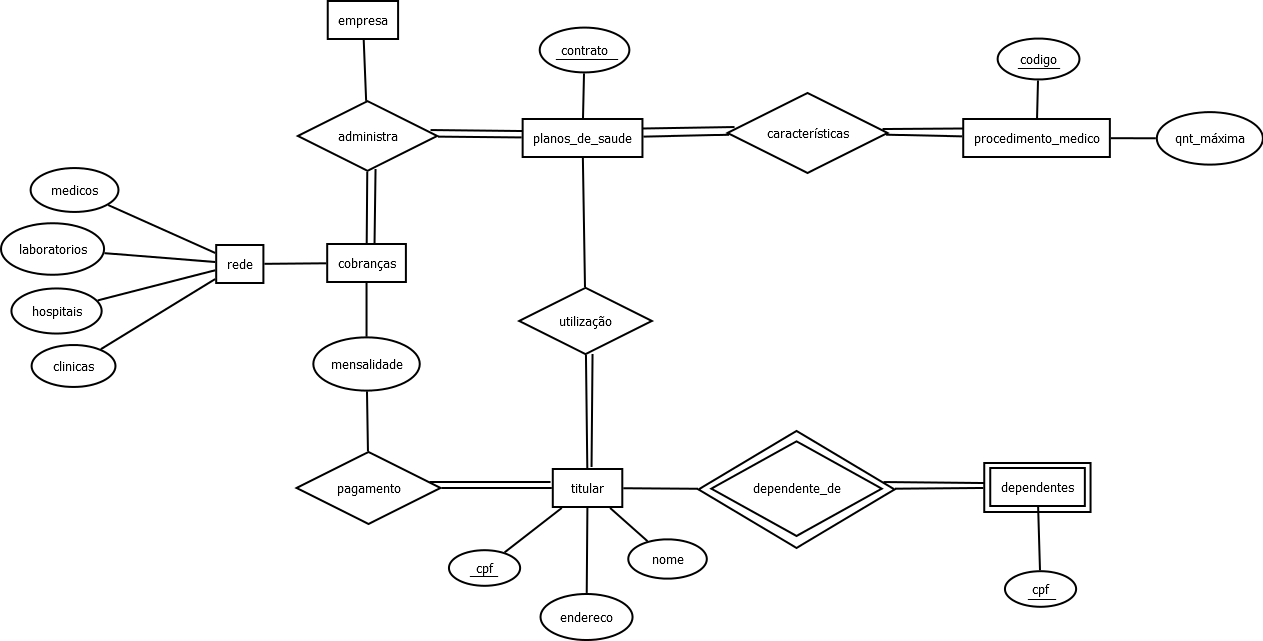 empresa
contrato
codigo
administra
planos_de_saude
características
procedimento_medico
qnt_máxima
medicos
laboratorios
rede
cobranças
hospitais
utilização
clinicas
mensalidade
pagamento
titular
dependente_de
dependentes
cpf
nome
endereco
cpf